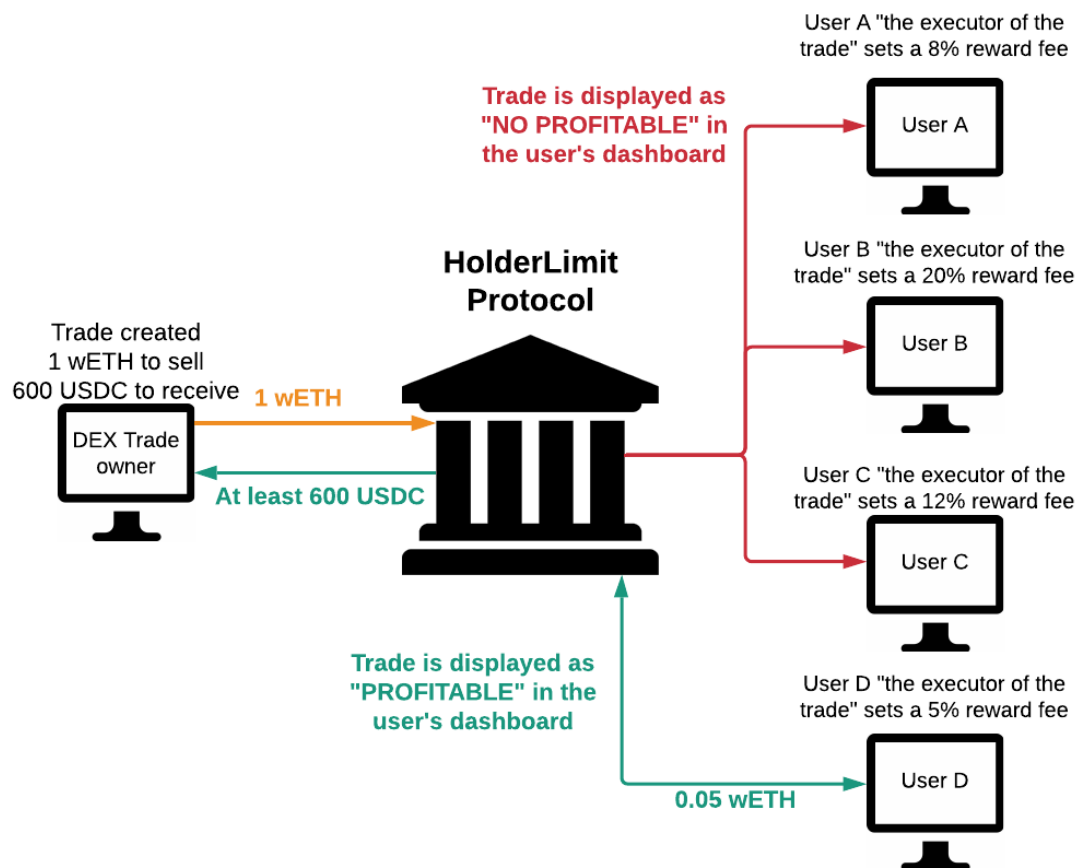 User A "the executor of the
trade" sets a 8% reward fee
Trade is displayed as
"NO PROFITABLE" in
the user's dashboard
User A
User B "the executor of the
trade" sets a 20% reward fee
HolderLimit
Protocol
User B
Trade created
1 wETH to sell
600 USDC to receive
1 wETH
DEX Trade
owner
At least 600 USDC
User C "the executor of the
trade" sets a 12% reward fee
User C
Trade is displayed as
"PROFITABLE" in the
user's dashboard
User D "the executor of the
trade" sets a 5% reward fee
User D
0.05 wETH